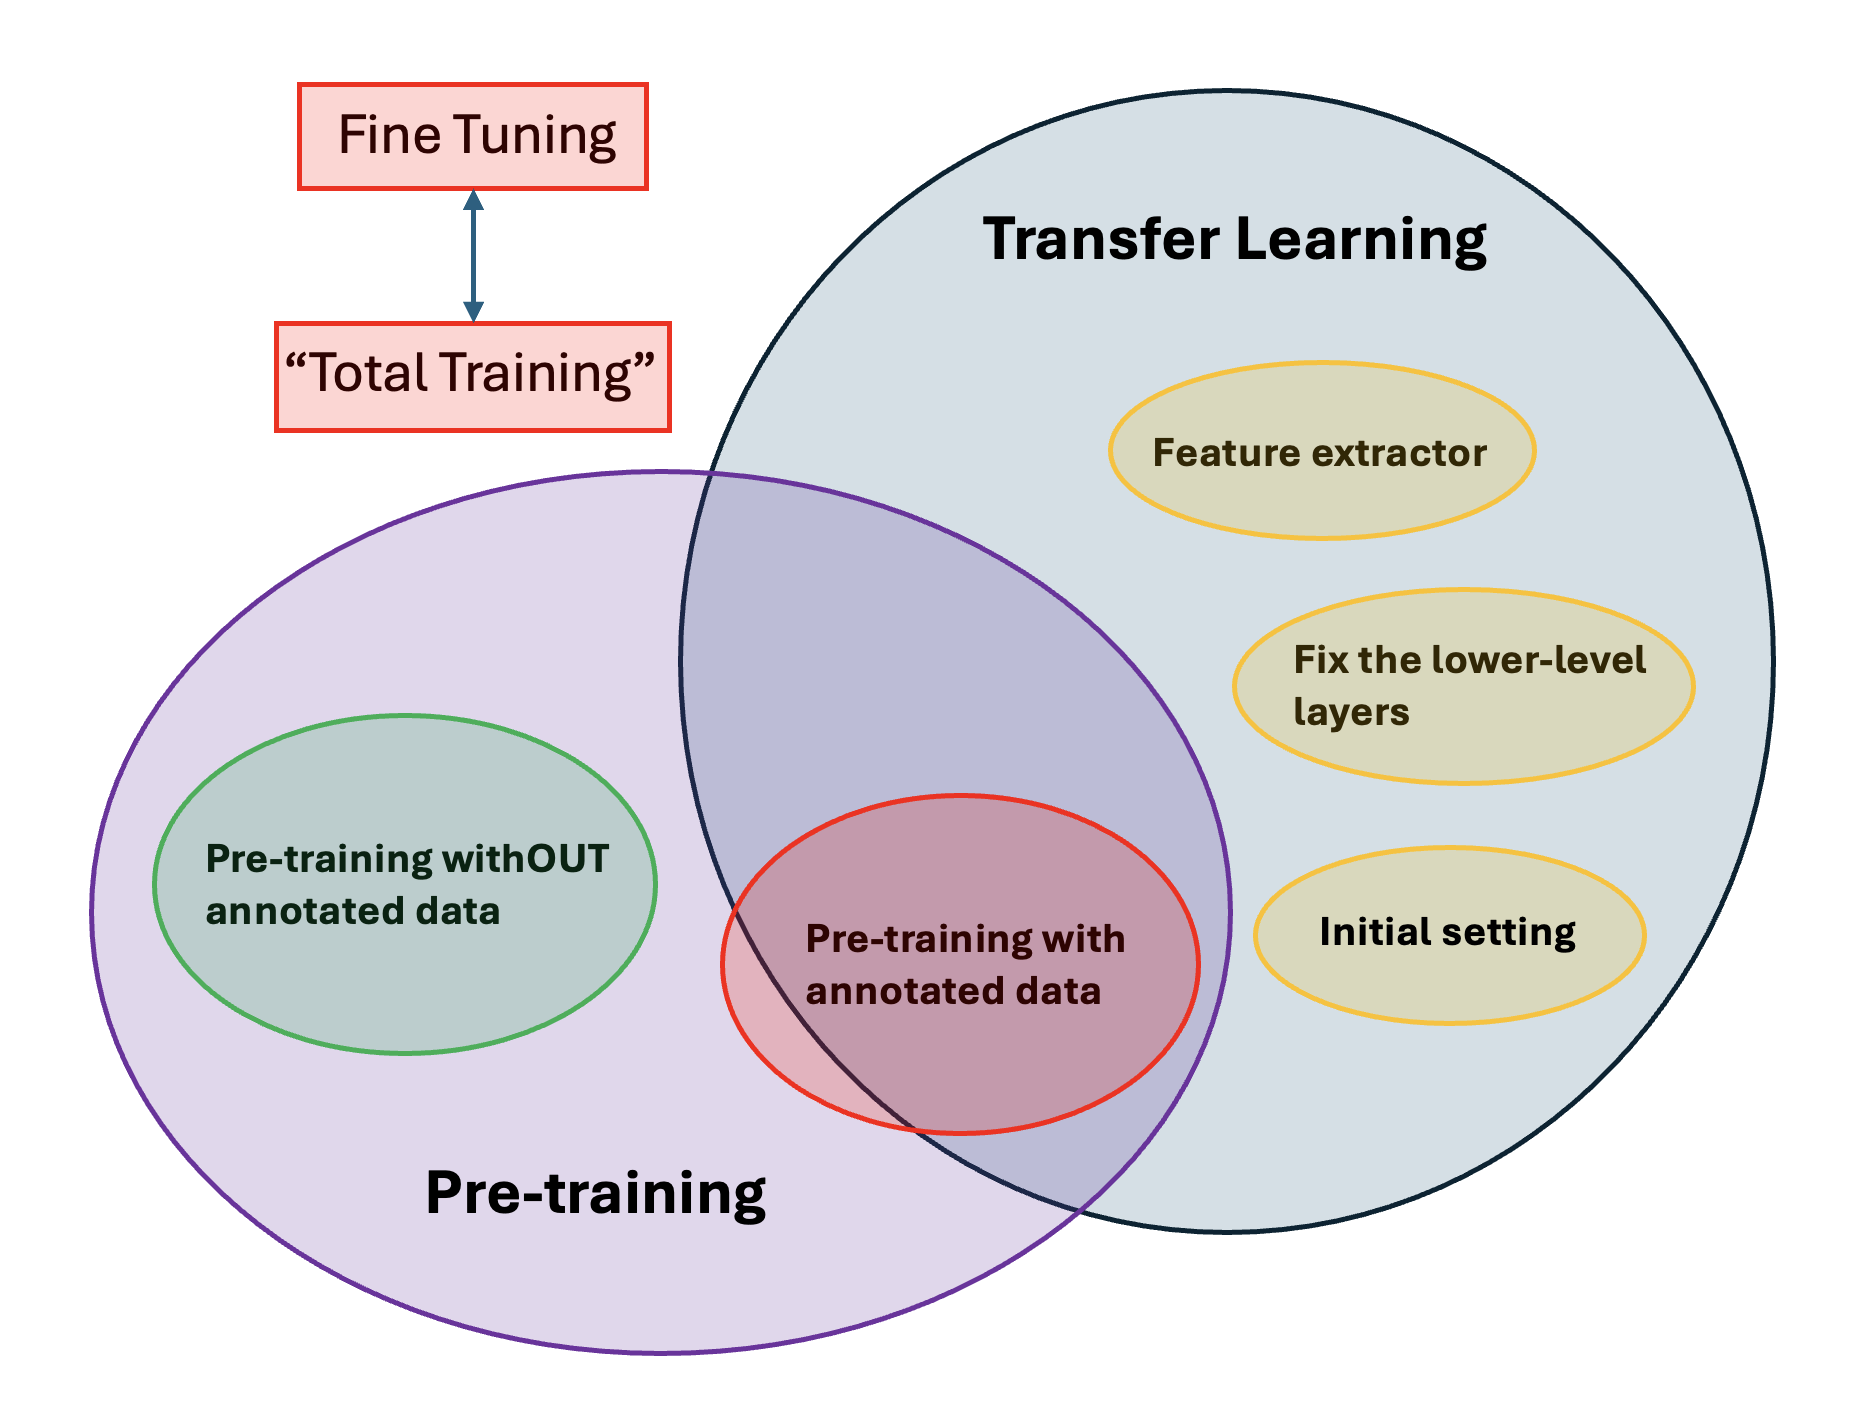 Fine Tuning
“Total Training”
Transfer Learning
Feature extractor
Fix the lower-level
layers
Initial setting
Pre-training withOUT
annotated data
Pre-training with
annotated data
Pre-training